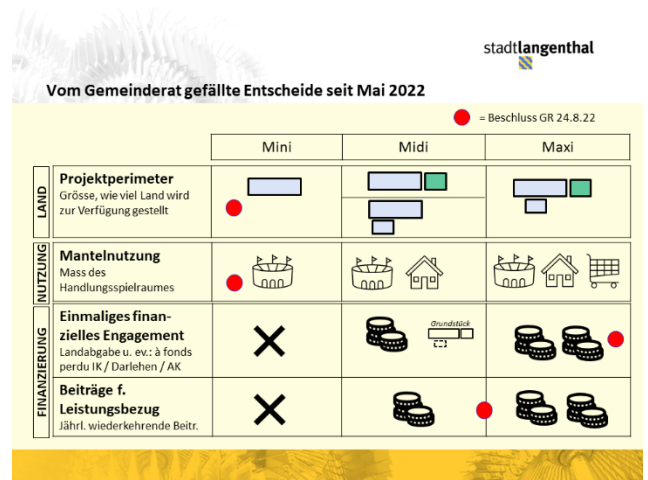 stadtlangenthal
Vom Gemeinderat gefällte Entscheide seit Mai 2022
= Beschluss GR 24.8.22
Mini
Midi
Maxi
LAND
Projektperimeter
Grösse, wie viel Land wird
zur Verfügung gestellt
NUTZUNG
Mantelnutzung
Mass des
Handlungsspielraumes
FINANZIERUNG
Einmaliges finan-
zielles Engagement
Landabgabe u. ev.: à fonds
perdu IK / Darlehen / AK
Grundstück
Beiträge f.
Leistungsbezug
Jährl. wiederkehrende Beitr.